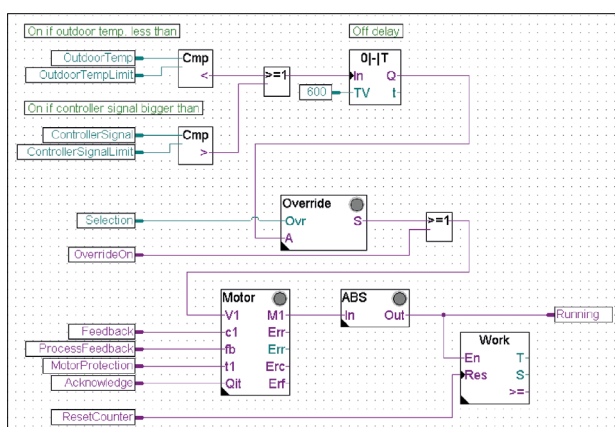 On if outdoor temp. less than
Off delay
OutdoorTemp
OutdoorTempLimit
Cmp
<
>=1
0|-|T
In Q
TV t
600
On if controller signal bigger than
ControllerSignal
ControllerSignalLimit
Cmp
>
Selection
OverrideOn
Override
Ovr S
A
>=1
Motor
V1 M1
c1 Err
fb Err
t1 Erc
Qit Erf
ABS
In Out
Running
Feedback
ProcessFeedback
MotorProtection
Acknowledge
Work
En T
Res S
>=
ResetCounter